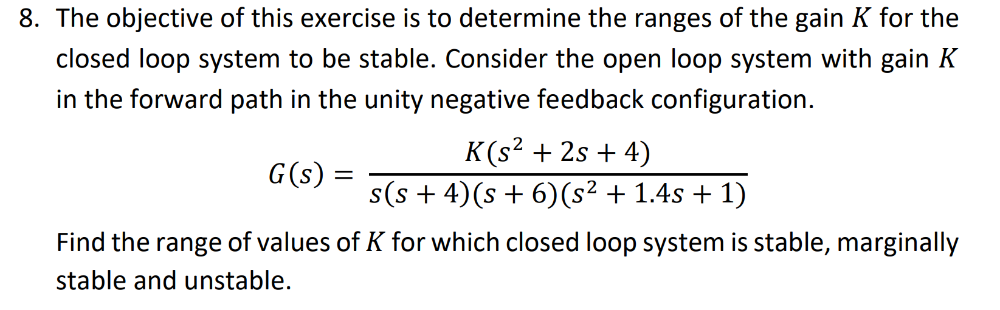 8. The objective of this exercise is to determine the ranges of the gain K for the
closed loop system to be stable. Consider the open loop system with gain K
in the forward path in the unity negative feedback configuration.
G(s) = K(s² + 2s + 4) / s(s + 4)(s + 6)(s² + 1.4s + 1)
Find the range of values of K for which closed loop system is stable, marginally
stable and unstable.